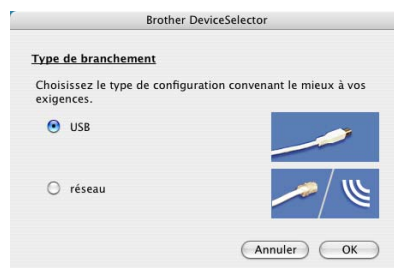 Brother DeviceSelector
Type de branchement
Choisissez le type de configuration convenant le mieux à vos
exigences.
USB
réseau
Annuler
OK